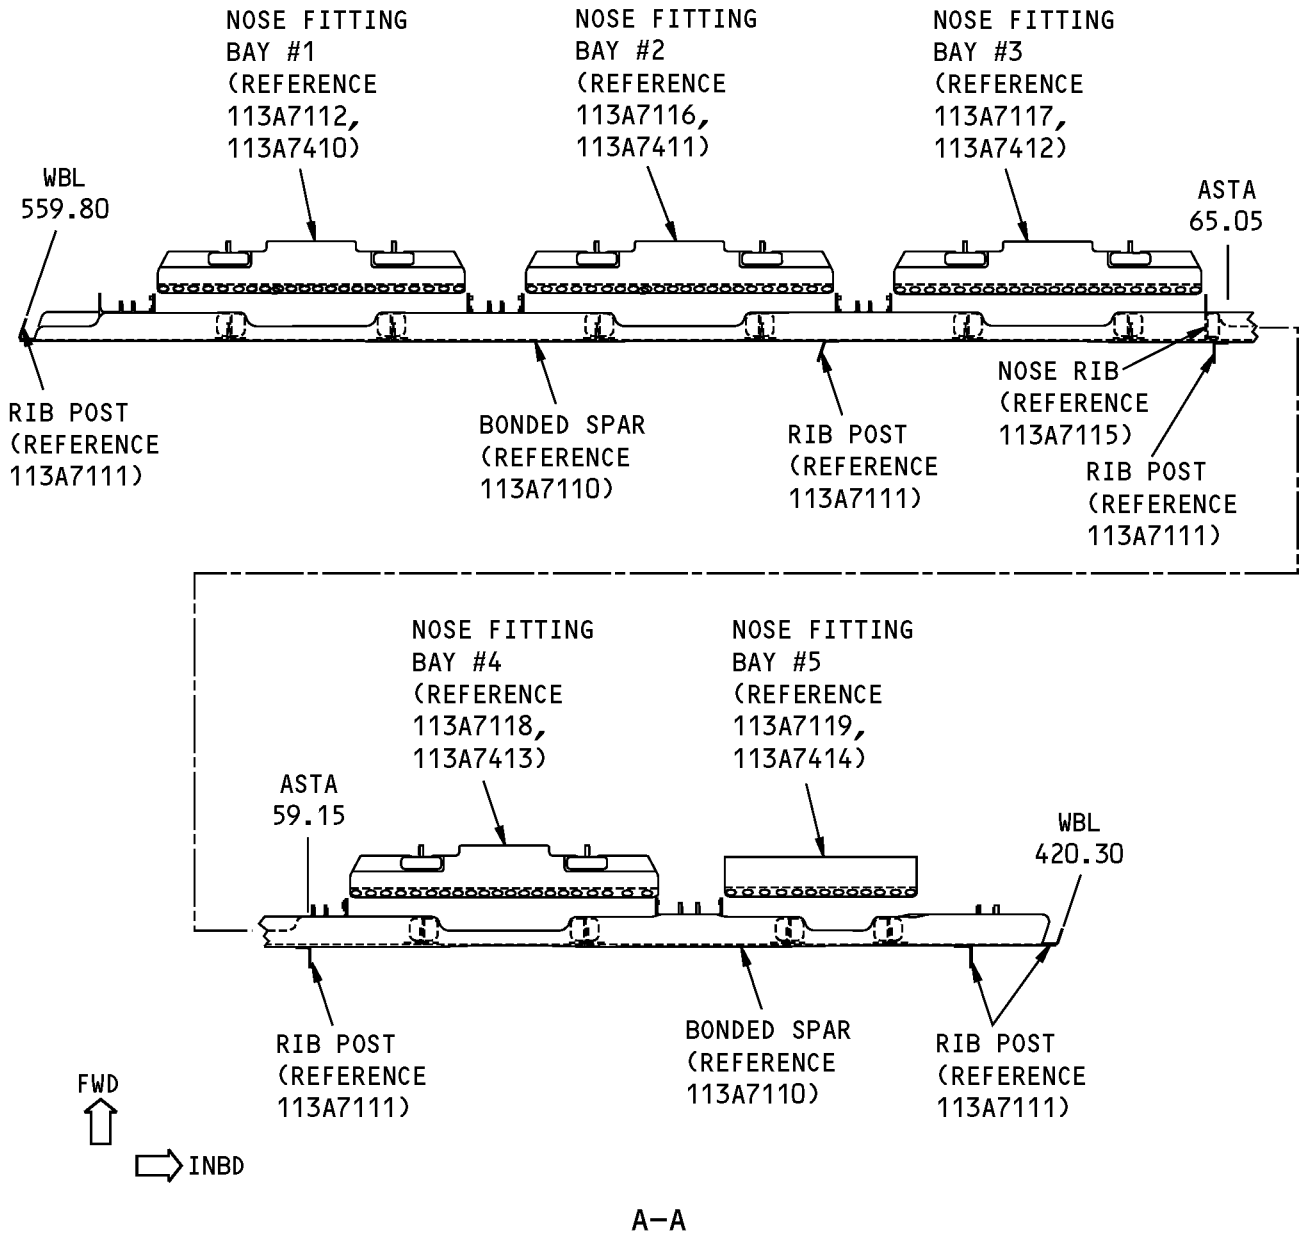 NOSE FITTING
BAY #1
(REFERENCE
113A7112,
113A7410)
NOSE FITTING
BAY #2
(REFERENCE
113A7116,
113A7411)
NOSE FITTING
BAY #3
(REFERENCE
113A7117,
113A7412)
WBL
559.80
ASTA
65.05
RIB POST
(REFERENCE
113A7111)
BONDED SPAR
(REFERENCE
113A7110)
RIB POST
(REFERENCE
113A7111)
NOSE RIB
(REFERENCE
113A7115)
RIB POST
(REFERENCE
113A7111)
NOSE FITTING
BAY #4
(REFERENCE
113A7118,
113A7413)
NOSE FITTING
BAY #5
(REFERENCE
113A7119,
113A7414)
ASTA
59.15
WBL
420.30
RIB POST
(REFERENCE
113A7111)
BONDED SPAR
(REFERENCE
113A7110)
RIB POST
(REFERENCE
113A7111)
FWD
INBD
A-A